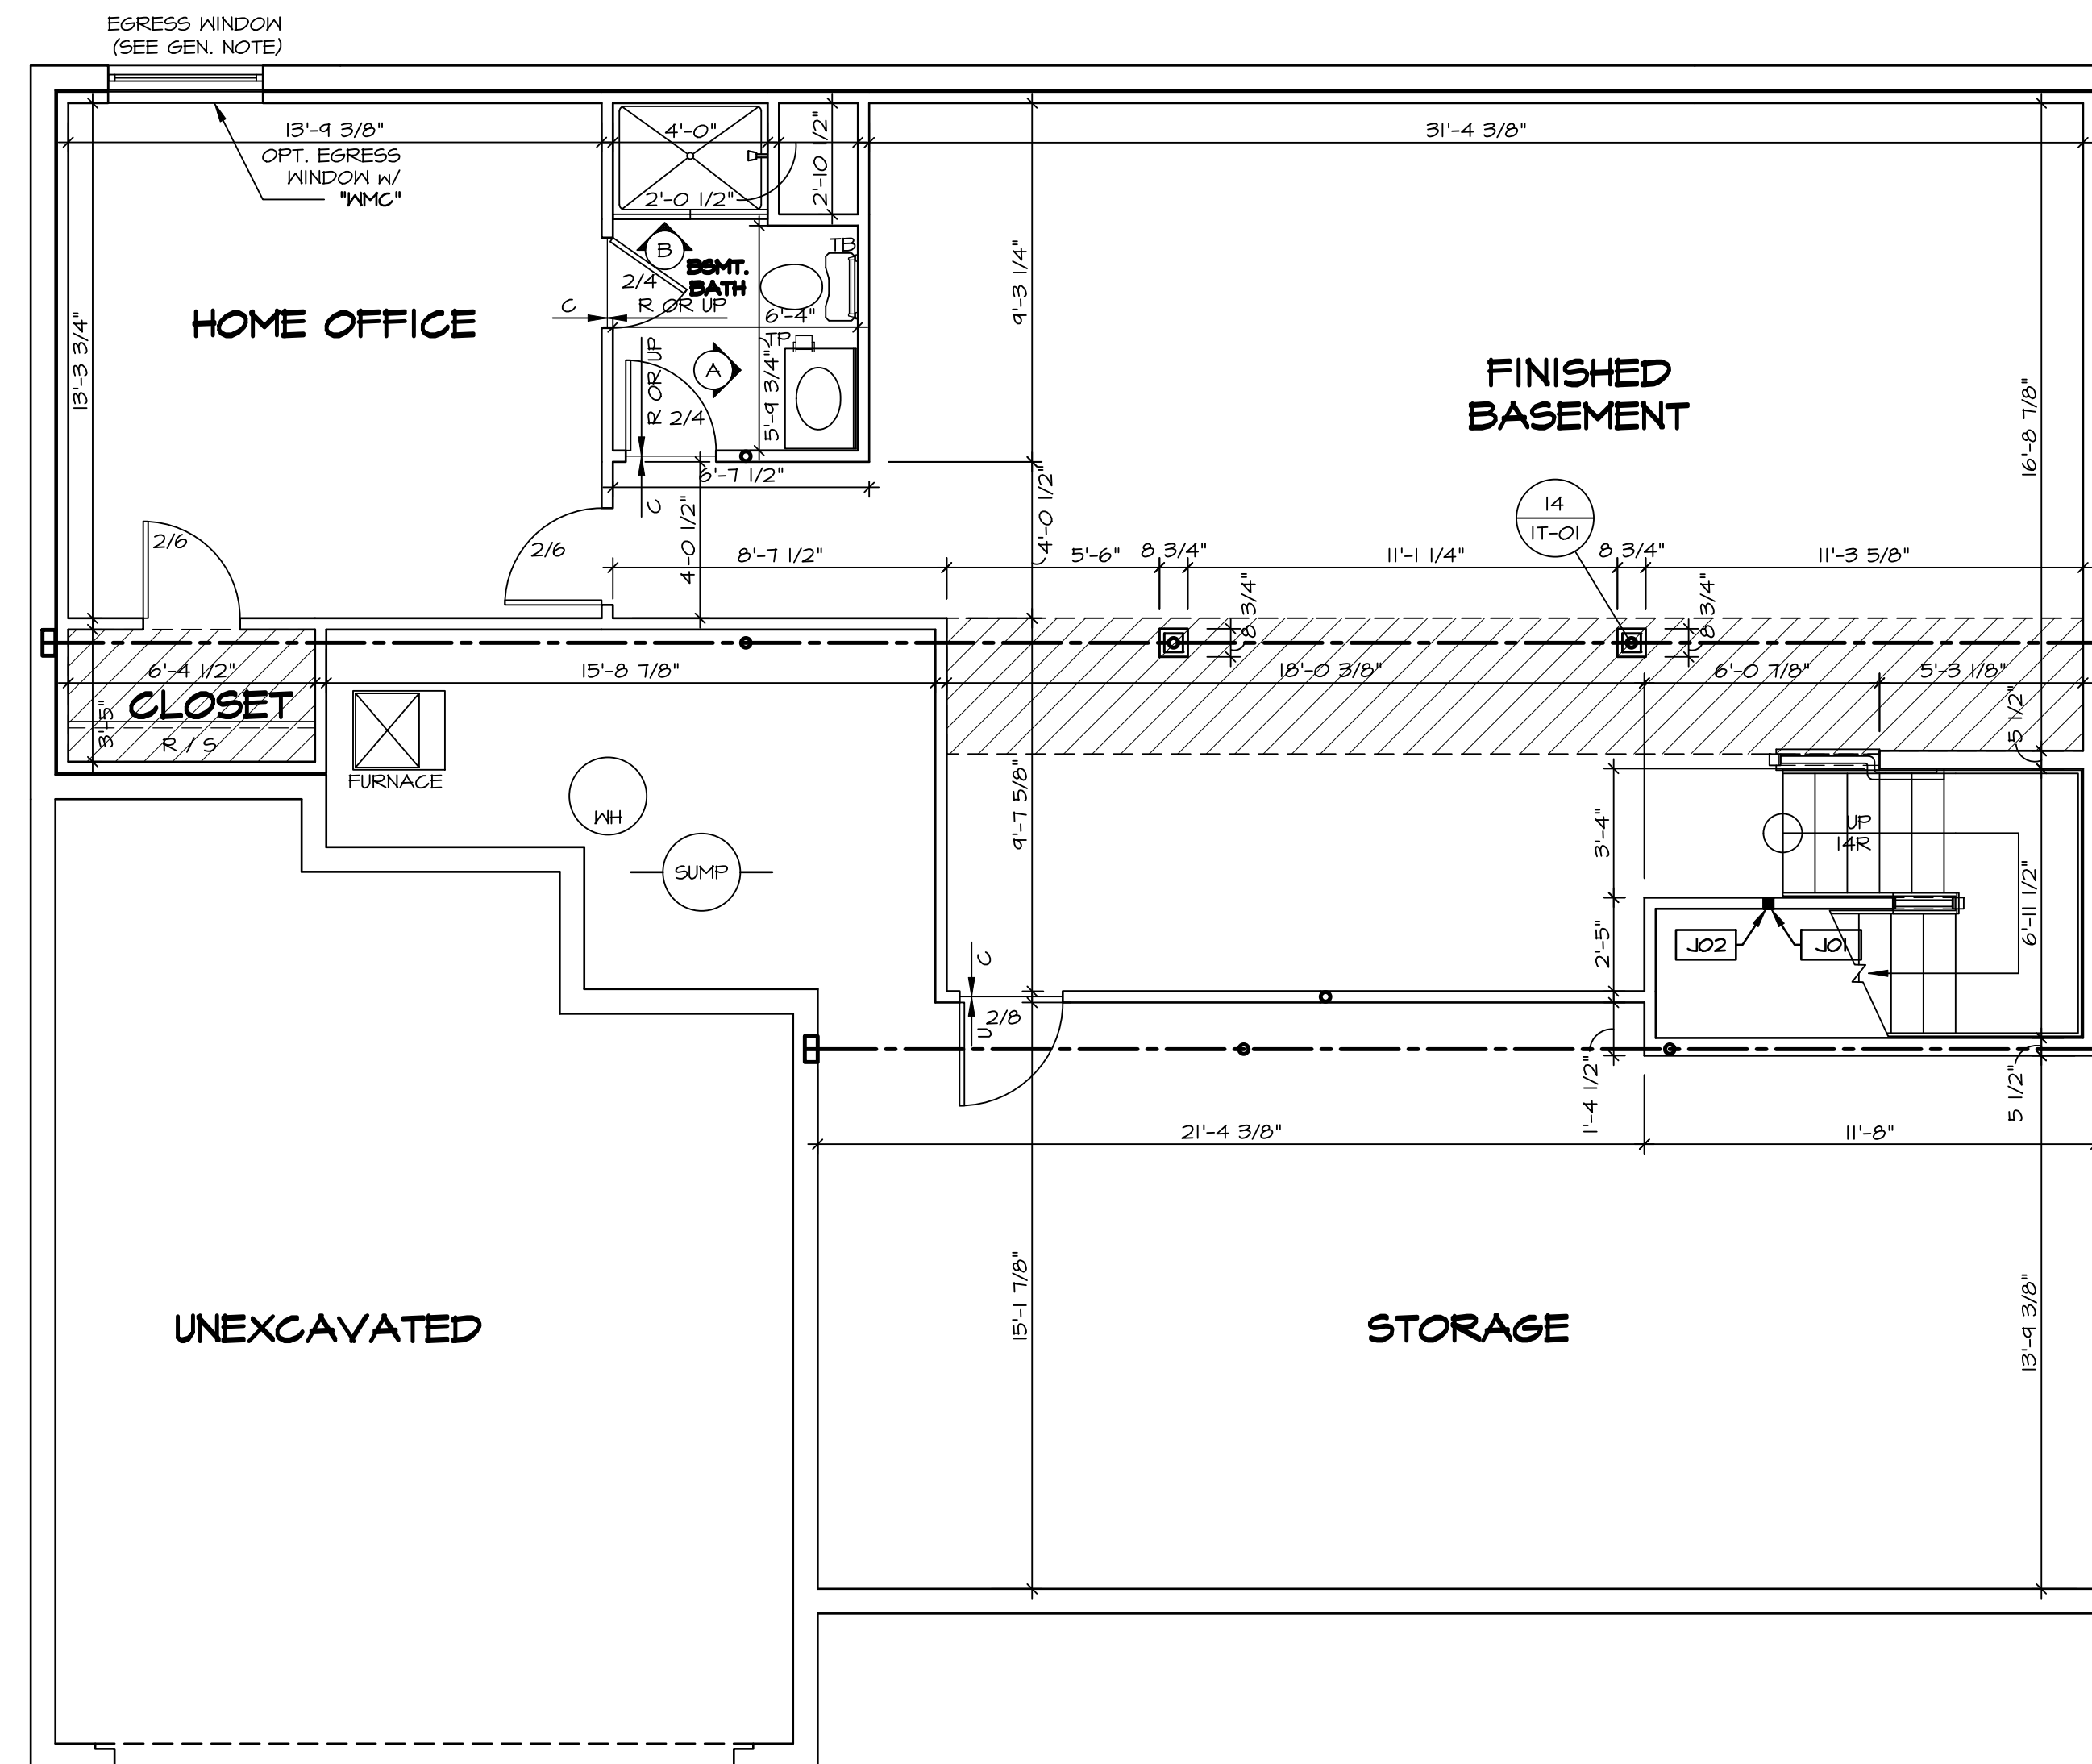 EGRESS WINDOW
(SEE GEN. NOTE)
13'-9 3/8"
4'-0"
2'-10 1/2"
31'-4 3/8"
OPT. EGRESS
WINDOW w/
"WMC"
2'-0 1/2"
B
TB
BSMT.
BATH
2/4
C
R OR UP
6'-4"
9'-3 1/4"
HOME OFFICE
13'-3 3/4"
TP
R OR UP
A
5'-9 3/4"
2/4
FINISHED
BASEMENT
16'-8 7/8"
6'-7 1/2"
C
4'-0 1/2"
4'-0 1/2"
14
1T-01
2/6
2/6
8'-7 1/2"
5'-6"
8 3/4"
11'-1 1/4"
8 3/4"
11'-3 5/8"
8 3/4"
8 3/4"
6'-4 1/2"
15'-8 7/8"
18'-0 3/8"
6'-0 7/8"
5'-3 1/8"
CLOSET
3'-5"
R / S
5 1/2"
FURNACE
WH
SUMP
9'-7 5/8"
3'-4"
UP
14R
6'-11 1/2"
2'-5"
J02
J01
C
2/8
U
1'-4 1/2"
5 1/2"
21'-4 3/8"
11'-8"
15'-1 7/8"
13'-9 3/8"
UNEXCAVATED
STORAGE